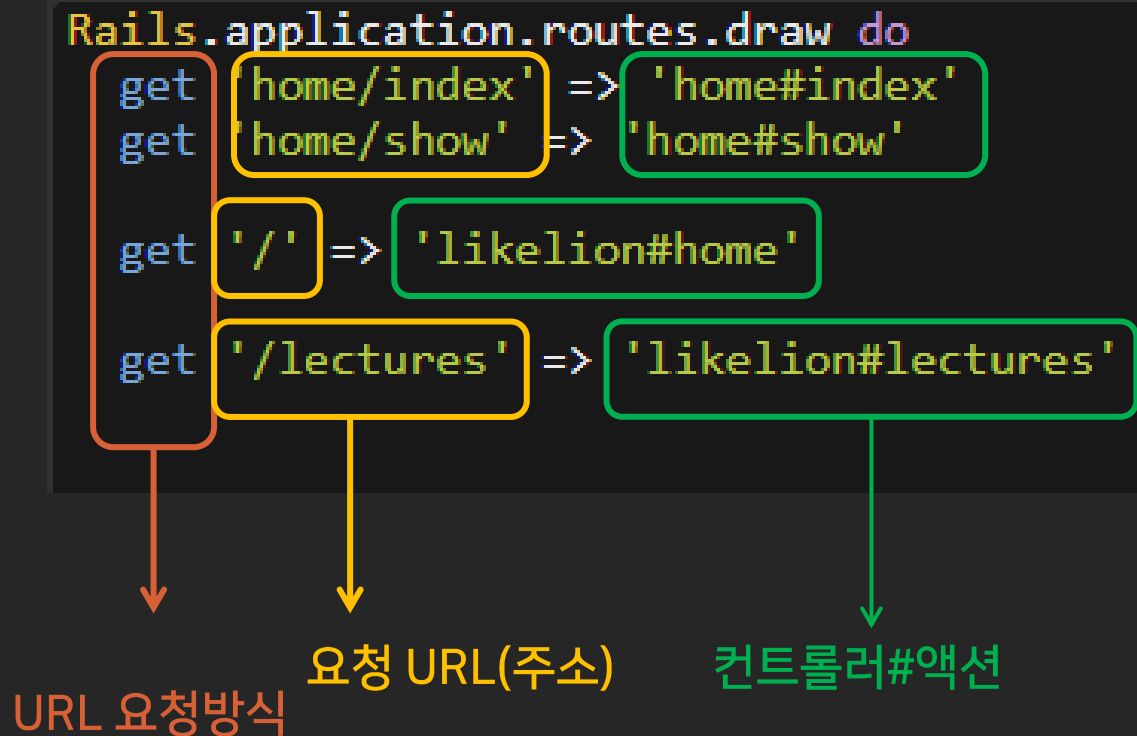 Rails.application.routes.draw do
get 'home/index' => 'home#index'
get 'home/show' => 'home#show'
get '/' => 'likelion#home'
get '/lectures' => 'likelion#lectures'
요청 URL(주소)
컨트롤러#액션
URL 요청방식